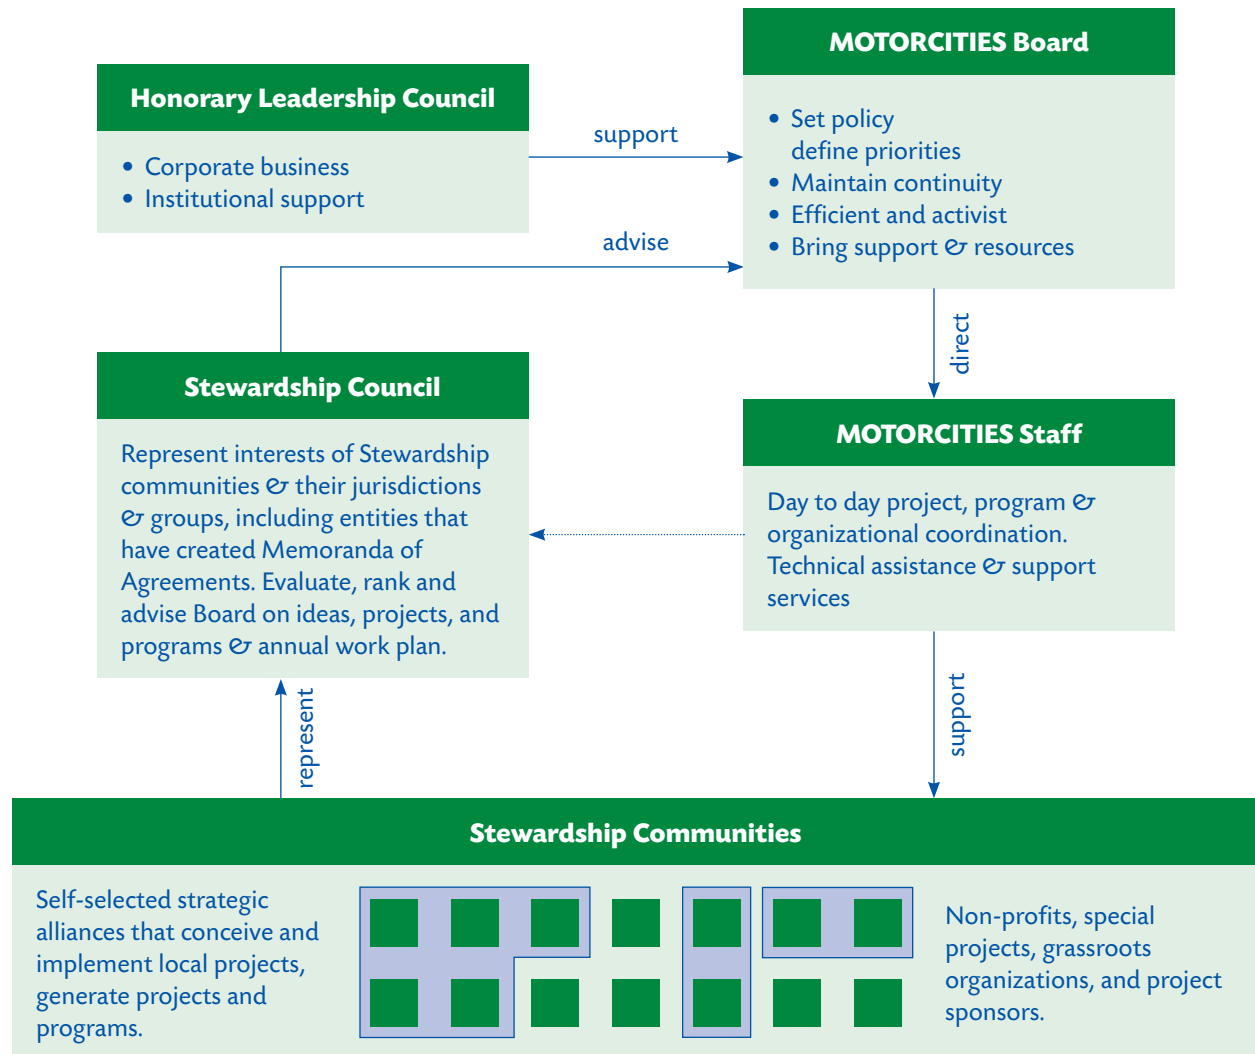 MOTORCITIES Board
• Set policy
define priorities
• Maintain continuity
• Efficient and activist
• Bring support & resources
Honorary Leadership Council
• Corporate business
• Institutional support
support
advise
direct
Stewardship Council
Represent interests of Stewardship
communities & their jurisdictions
& groups, including entities that
have created Memoranda of
Agreements. Evaluate, rank and
advise Board on ideas, projects, and
programs & annual work plan.
MOTORCITIES Staff
Day to day project, program &
organizational coordination.
Technical assistance & support
services
represent
support
Stewardship Communities
Self-selected strategic
alliances that conceive and
implement local projects,
generate projects and
programs.
Non-profits, special
projects, grassroots
organizations, and project
sponsors.